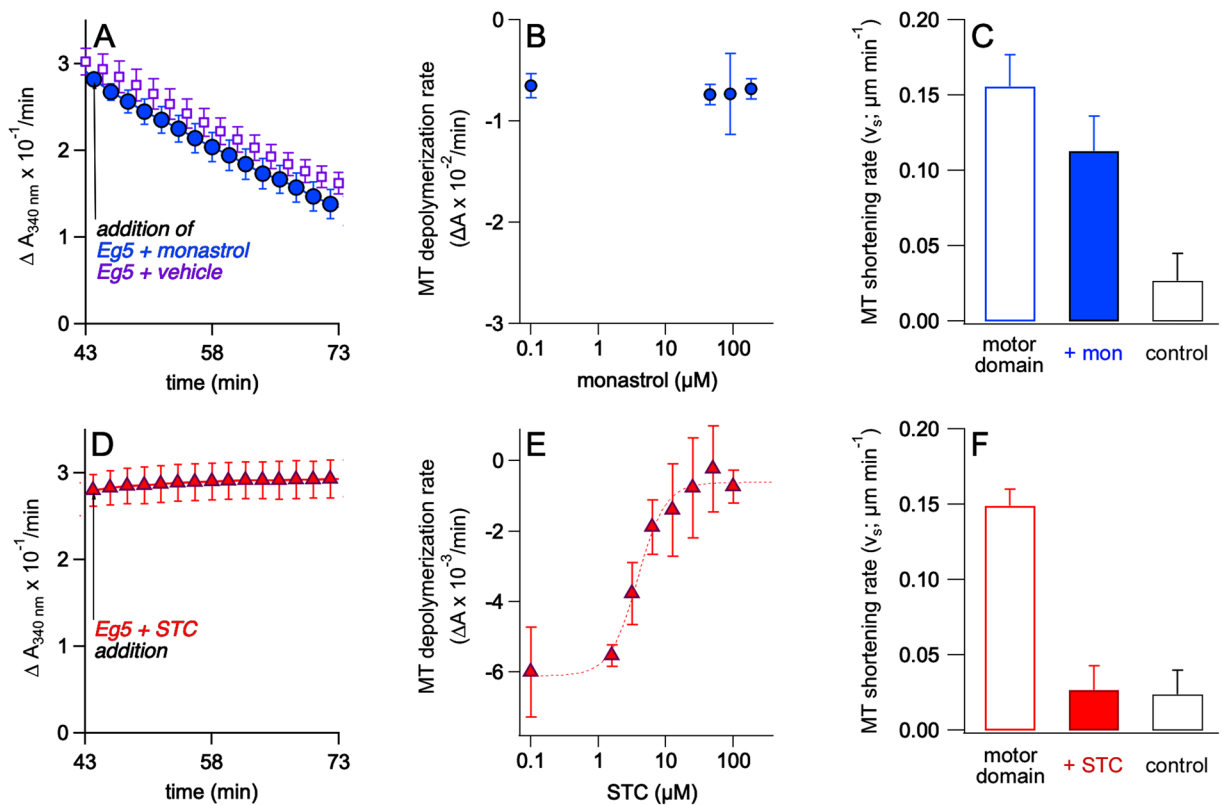 A
Δ A340 nm x 10-1/min
3
2
1
0
addition of
Eg5 + monastrol
Eg5 + vehicle
43
58
73
time (min)
B
MT depolymerization rate
(ΔA x 10-2/min)
-0
-1
-2
-3
0.1
1
10
100
monastrol (µM)
C
MT shortening rate (vs; µm min-1)
0.20
0.15
0.10
0.05
0.00
motor
domain
+ mon
control
D
Δ A340 nm x 10-1/min
3
2
1
0
Eg5 + STC
addition
43
58
73
time (min)
E
MT depolymerization rate
(ΔA x 10-3/min)
0
-2
-4
-6
0.1
1
10
100
STC (µM)
F
MT shortening rate (vs; µm min-1)
0.20
0.15
0.10
0.05
0.00
motor
domain
+ STC
control